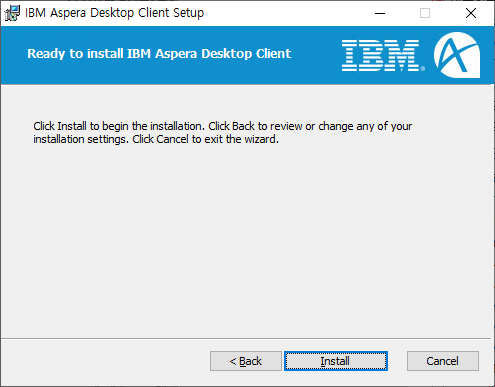 IBM Aspera Desktop Client Setup
Ready to install IBM Aspera Desktop Client
IBM
Click Install to begin the installation. Click Back to review or change any of your
installation settings. Click Cancel to exit the wizard.
< Back
Install
Cancel